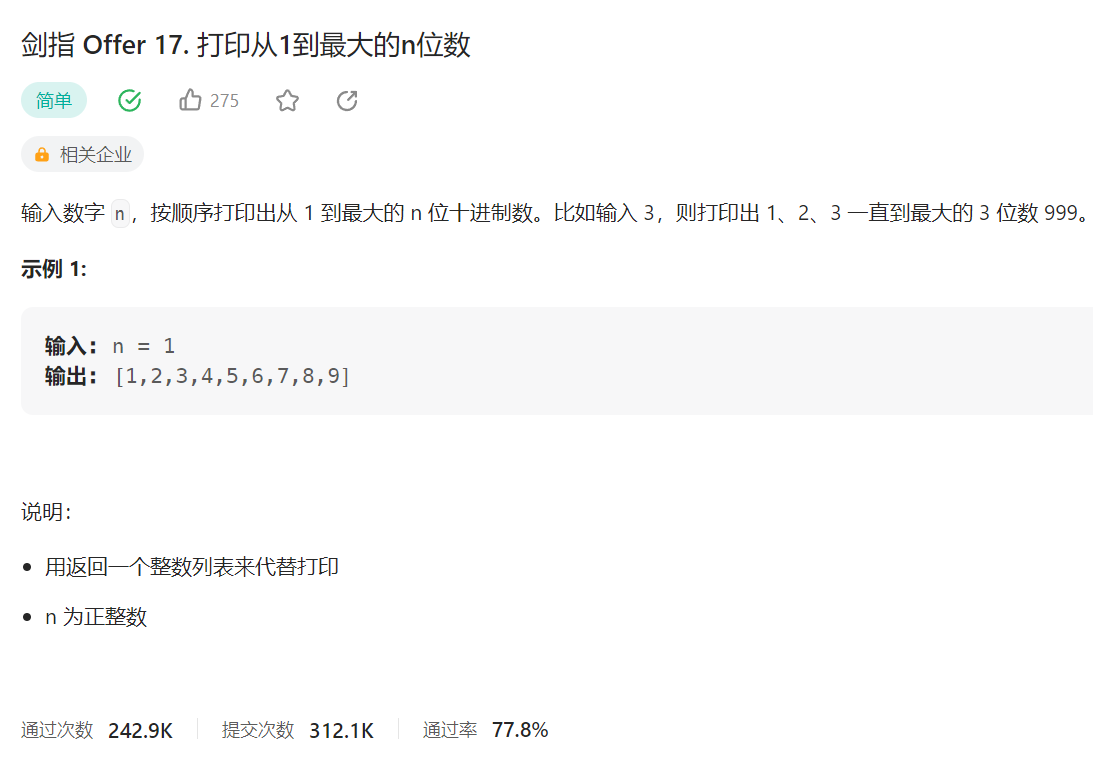 剑指 Offer 17. 打印从1到最大的n位数
简单 275
相关企业
输入数字 n，按顺序打印出从 1 到最大的 n 位十进制数。比如输入 3，则打印出 1、2、3 一直到最大的 3 位数 999。
示例 1:
输入: n = 1
输出: [1,2,3,4,5,6,7,8,9]
说明：
用返回一个整数列表来代替打印
n 为正整数
通过次数 242.9K 提交次数 312.1K 通过率 77.8%